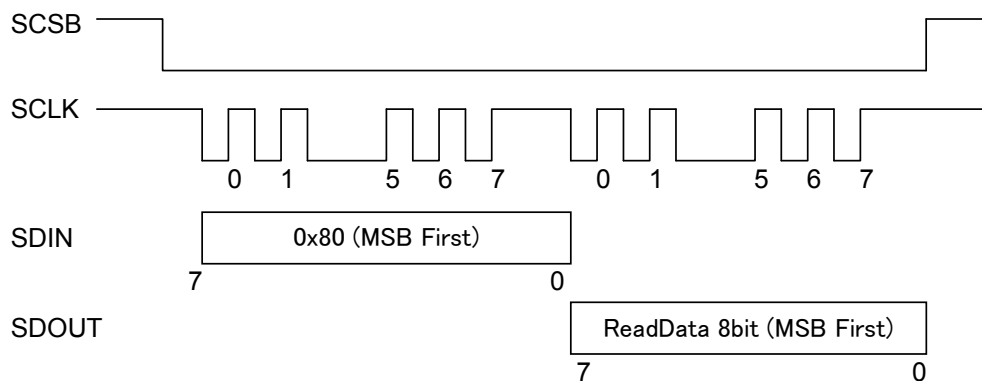 SCSB
SCLK
0 1 5 6 7 0 1 5 6 7
SDIN
0x80 (MSB First)
7 0
SDOUT
ReadData 8bit (MSB First)
7 0